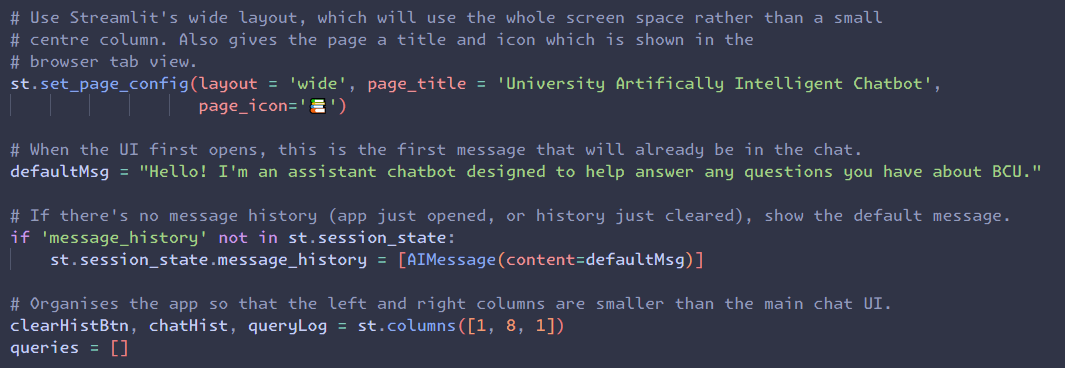 # Use Streamlit's wide layout, which will use the whole screen space rather than a small
# centre column. Also gives the page a title and icon which is shown in the
# browser tab view.
st.set_page_config(layout = 'wide', page_title = 'University Artifically Intelligent Chatbot',
                   page_icon='📚')

# When the UI first opens, this is the first message that will already be in the chat.
defaultMsg = "Hello! I'm an assistant chatbot designed to help answer any questions you have about BCU."

# If there's no message history (app just opened, or history just cleared), show the default message.
if 'message_history' not in st.session_state:
    st.session_state.message_history = [AIMessage(content=defaultMsg)]

# Organises the app so that the left and right columns are smaller than the main chat UI.
clearHistBtn, chatHist, queryLog = st.columns([1, 8, 1])
queries = []